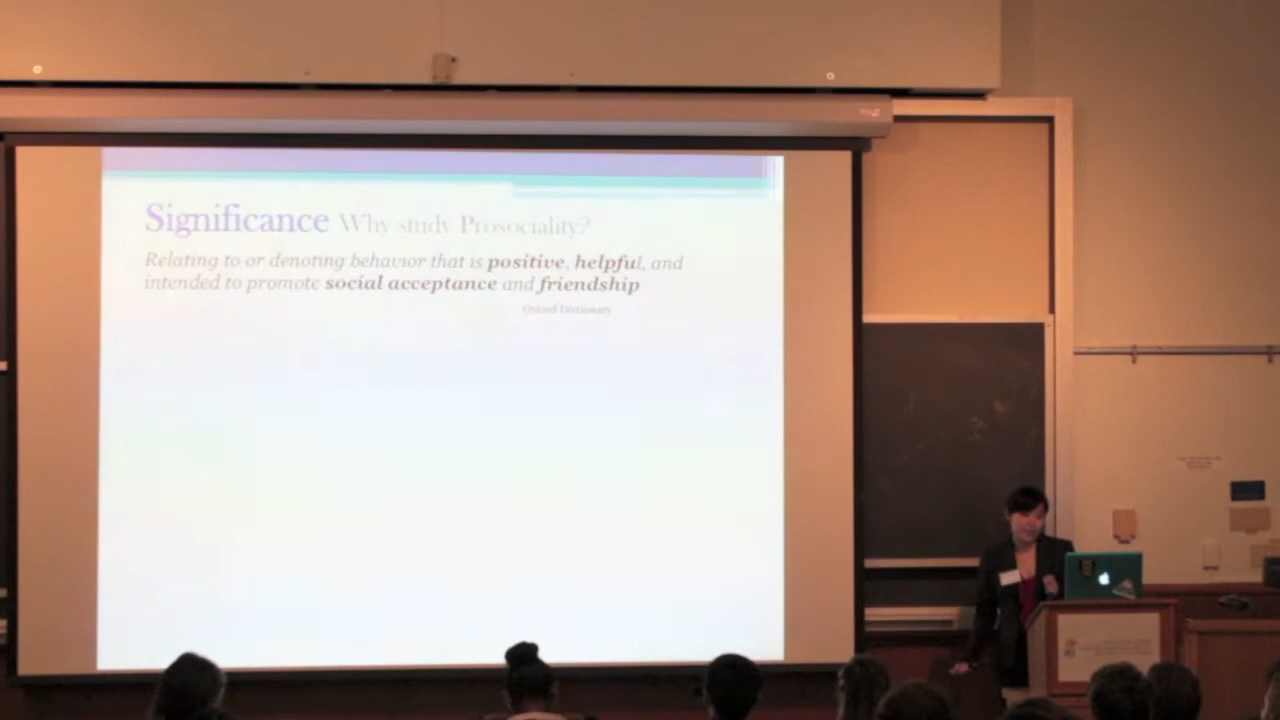 Significance Why study Prosociality?
Relating to or denoting behavior that is positive, helpful, and
intended to promote social acceptance and friendship
Oxford Dictionary